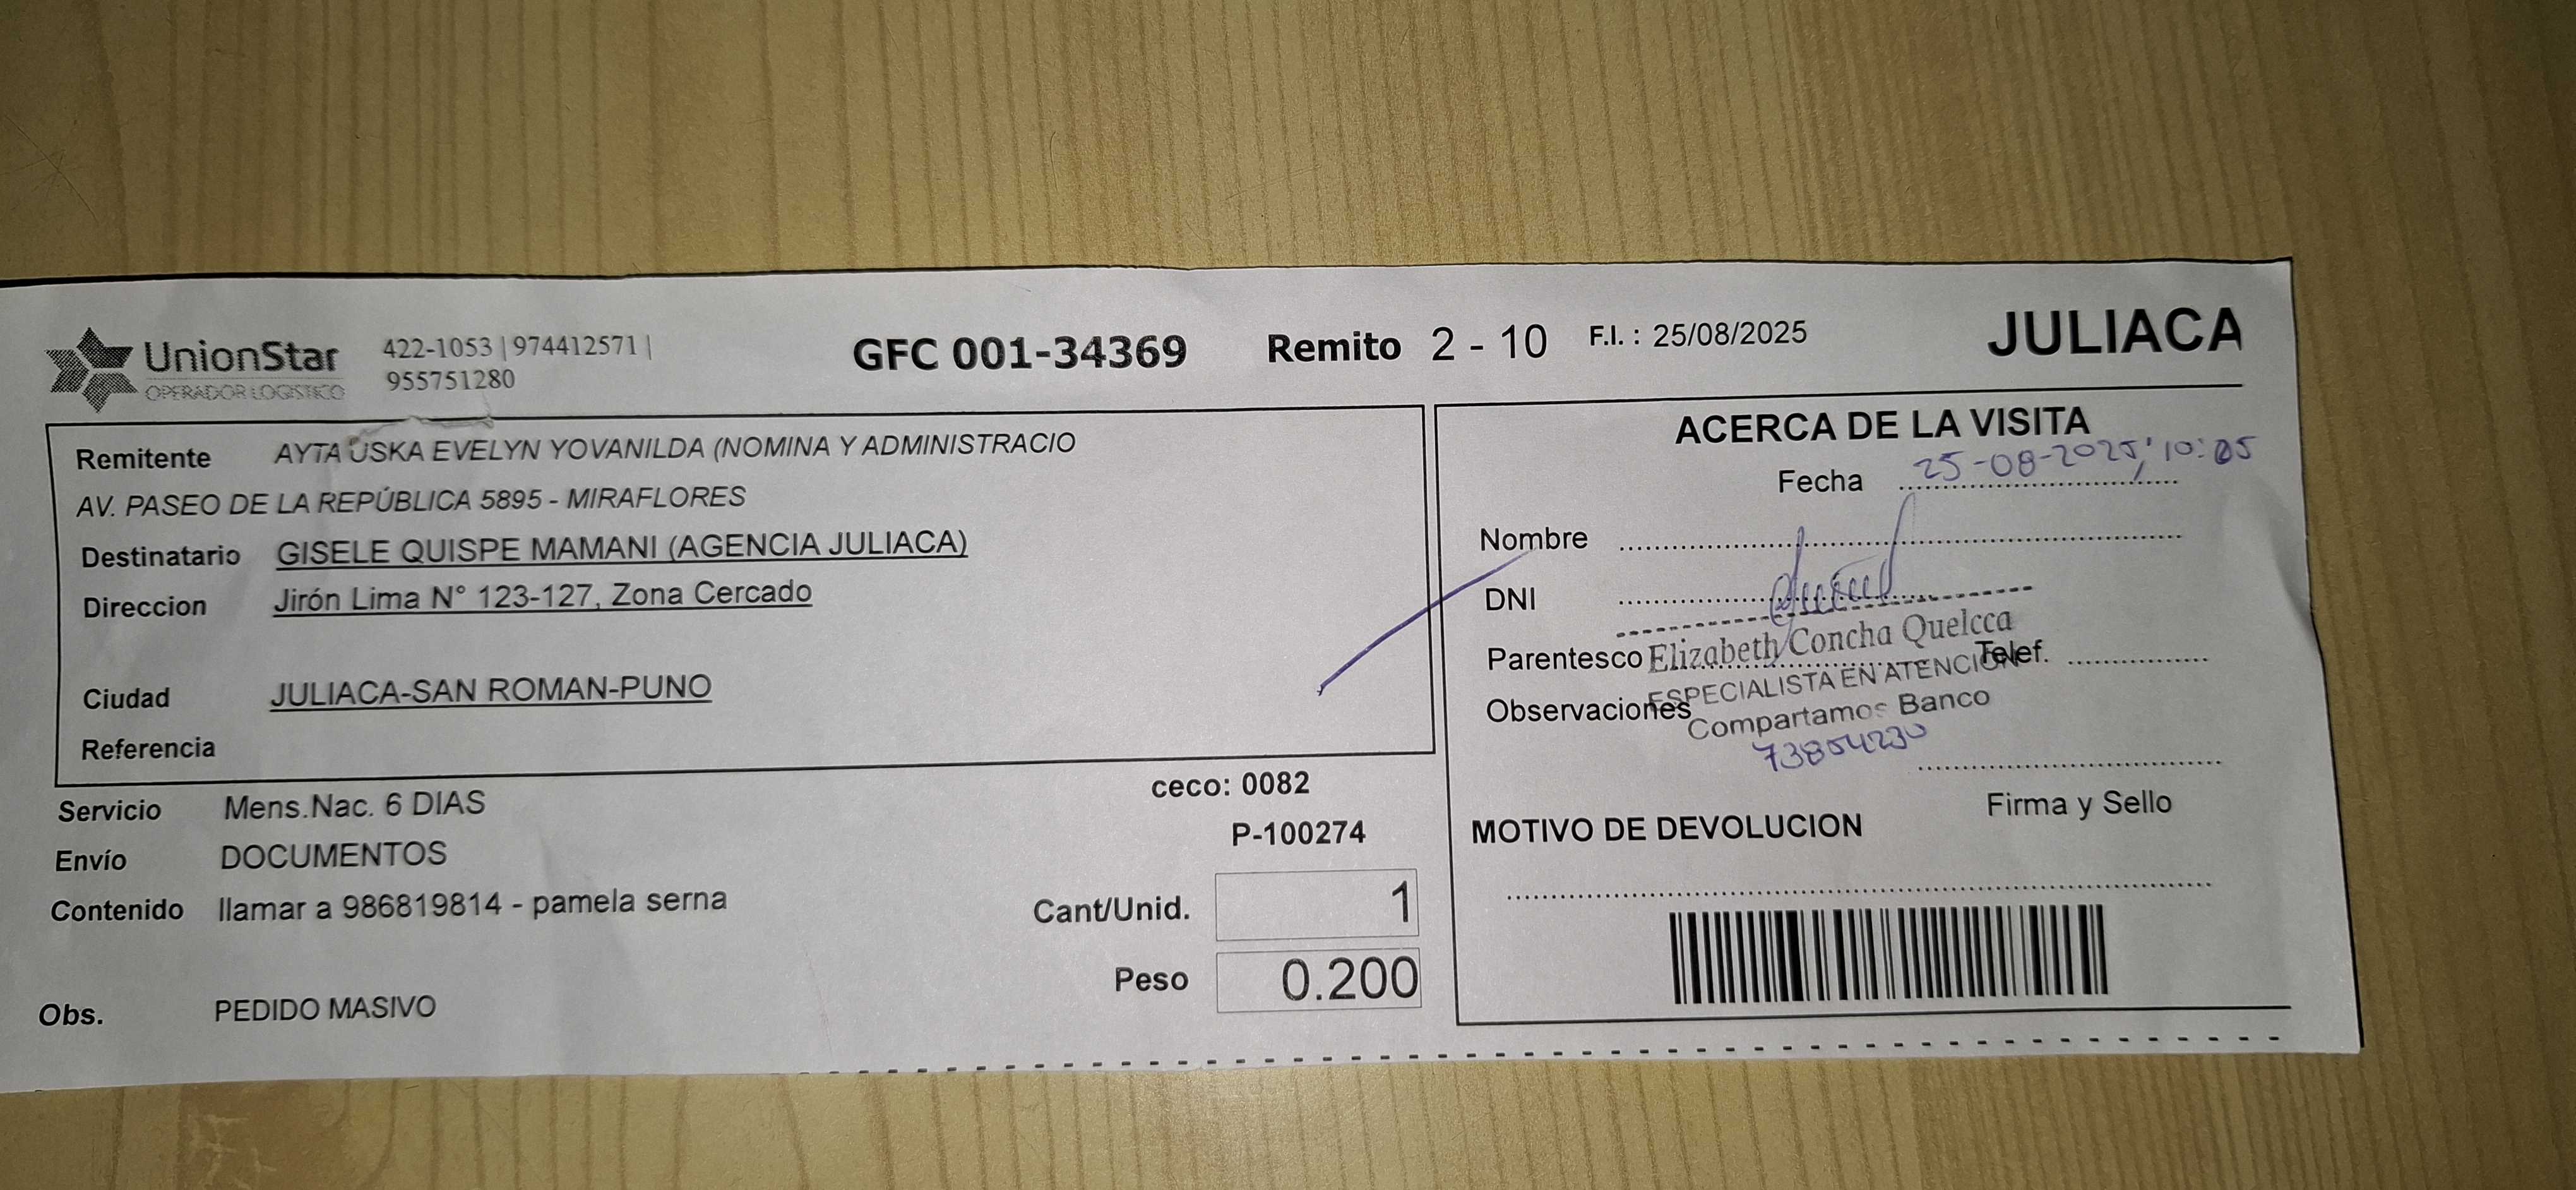 UnionStar
OPERADOR LOGISTICO
422-1053 | 974412571 |
955751280
GFC 001-34369
Remito 2 - 10
F.I. : 25/08/2025
JULIACA
Remitente AYTA USKA EVELYN YOVANILDA (NOMINA Y ADMINISTRACIO
AV. PASEO DE LA REPÚBLICA 5895 - MIRAFLORES
Destinatario GISELE QUISPE MAMANI (AGENCIA JULIACA)
Direccion Jirón Lima N° 123-127, Zona Cercado
Ciudad JULIACA-SAN ROMAN-PUNO
Referencia
Servicio Mens.Nac. 6 DIAS
Envío DOCUMENTOS
Contenido llamar a 986819814 - pamela serna
Obs. PEDIDO MASIVO
ceco: 0082
P-100274
Cant/Unid. 1
Peso 0.200
ACERCA DE LA VISITA
Fecha 25-08-2025, 10:05
Nombre
DNI
Parentesco Telef.
Elizabeth Concha Quelcca
ESPECIALISTA EN ATENCION
Observaciones
Compartamos Banco
73854230
Firma y Sello
MOTIVO DE DEVOLUCION